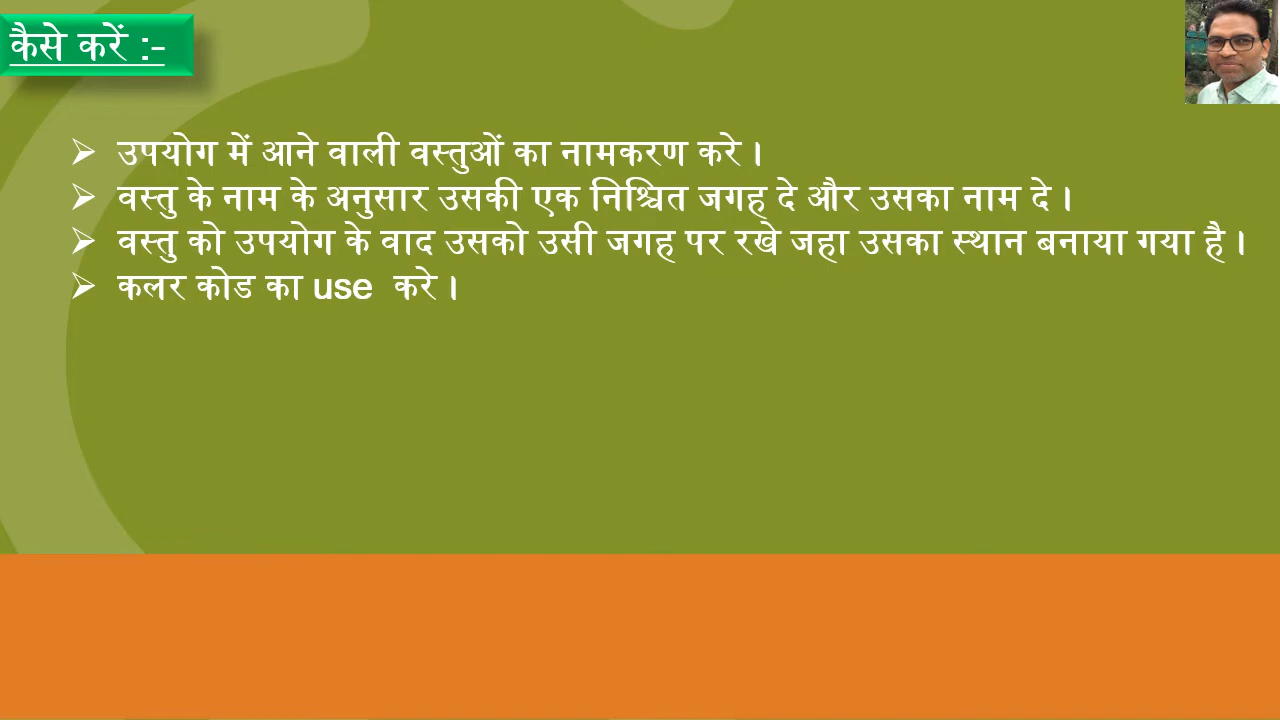 कैसे करें :-
➢ उपयोग में आने वाली वस्तुओं का नामकरण करे ।
➢ वस्तु के नाम के अनुसार उसकी एक निश्चित जगह दे और उसका नाम दे ।
➢ वस्तु को उपयोग के वाद उसको उसी जगह पर रखे जहा उसका स्थान बनाया गया है ।
➢ कलर कोड का use करे ।